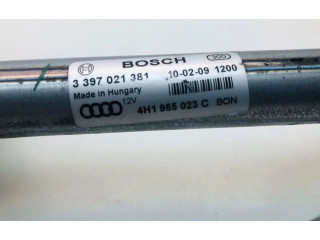 BOSCH
3 397 021 381 10-02-09 1200
Made in Hungary
12V 4H1 955 023 C BON